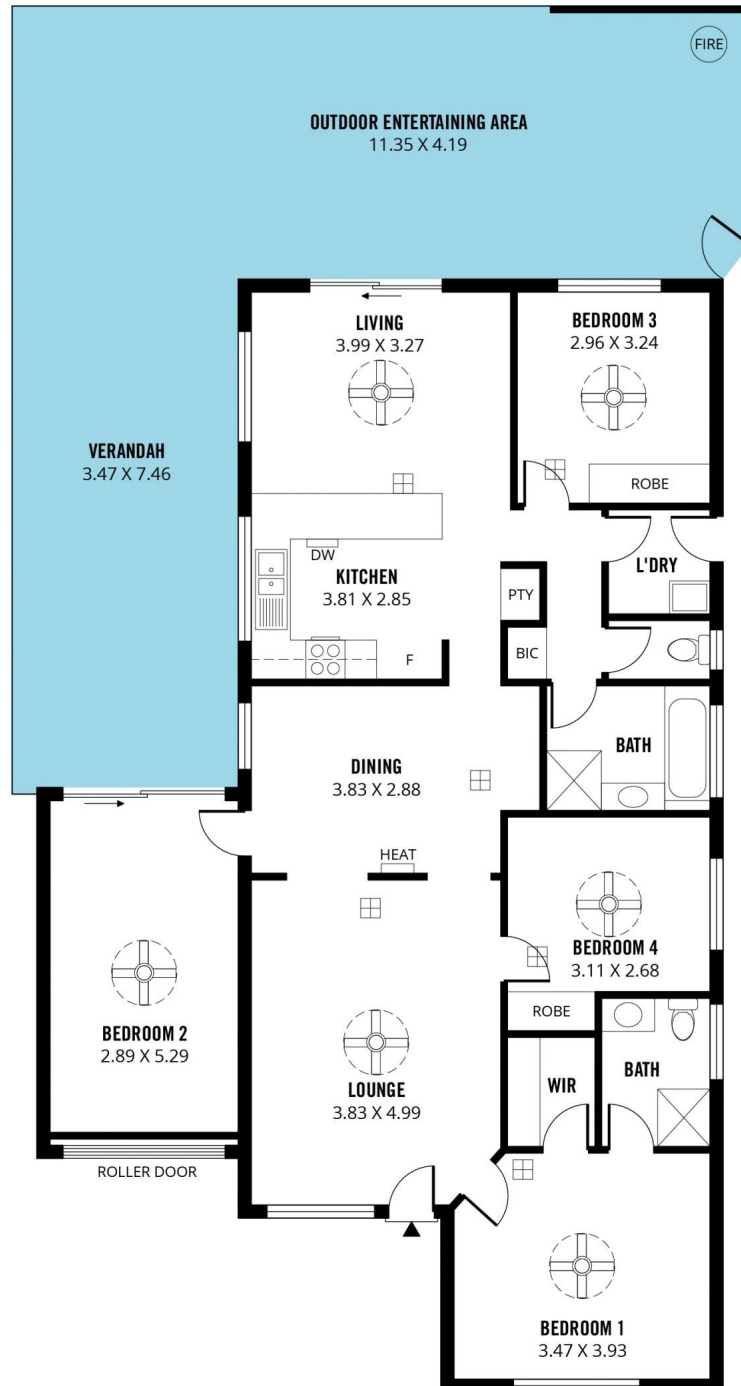 FIRE
OUTDOOR ENTERTAINING AREA
11.35 X 4.19
LIVING
3.99 X 3.27
BEDROOM 3
2.96 X 3.24
VERANDAH
3.47 X 7.46
ROBE
DW
KITCHEN
3.81 X 2.85
L'DRY
PTY
F
BIC
BATH
DINING
3.83 X 2.88
HEAT
BEDROOM 4
3.11 X 2.68
ROBE
BEDROOM 2
2.89 X 5.29
LOUNGE
3.83 X 4.99
WIR
BATH
ROLLER DOOR
BEDROOM 1
3.47 X 3.93